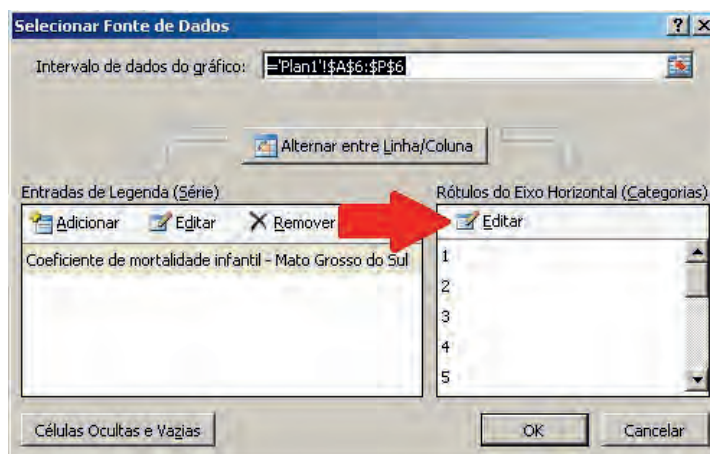 Selecionar Fonte de Dados
Intervalo de dados do gráfico: ='Plan1'!$A$6:$P$6
Alternar entre Linha/Coluna
Entradas de Legenda (Série)
Adicionar Editar Remover
Coeficiente de mortalidade infantil - Mato Grosso do Sul
Rótulos do Eixo Horizontal (Categorias)
Editar
1
2
3
4
5
Células Ocultas e Vazias
OK Cancelar